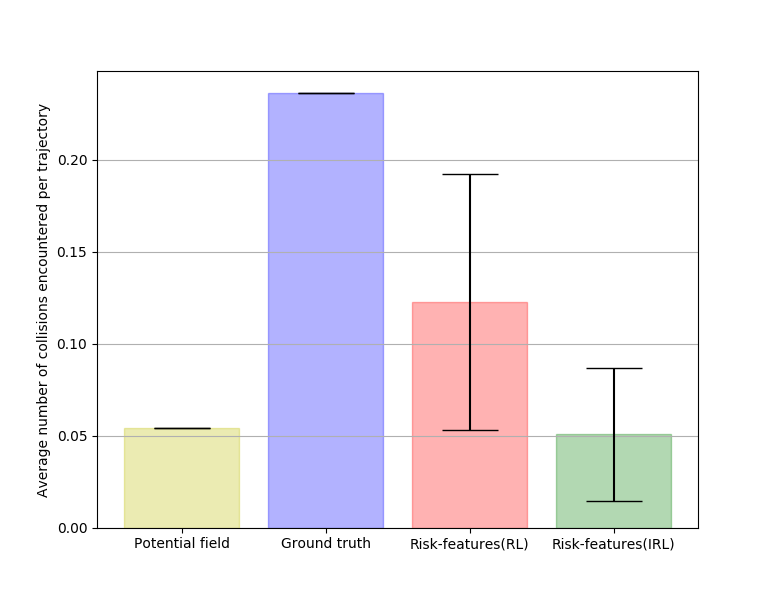 Average number of collisions encountered per trajectory
0.20
0.15
0.10
0.05
0.00
Potential field
Ground truth
Risk-features(RL)
Risk-features(IRL)